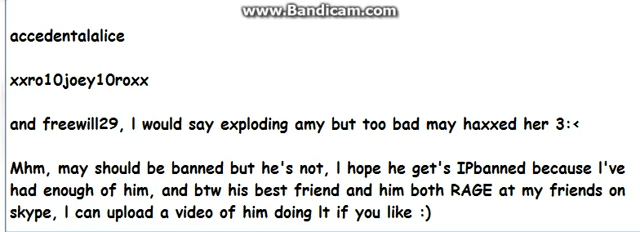 www.Bandicam.com
accedentalalice
xxro10joey10roxx
and freewill29, I would say exploding amy but too bad may haxxed her 3:<
Mhm, may should be banned but he's not, I hope he get's IPbanned because I've
had enough of him, and btw his best friend and him both RAGE at my friends on
skype, I can upload a video of him doing It if you like :)